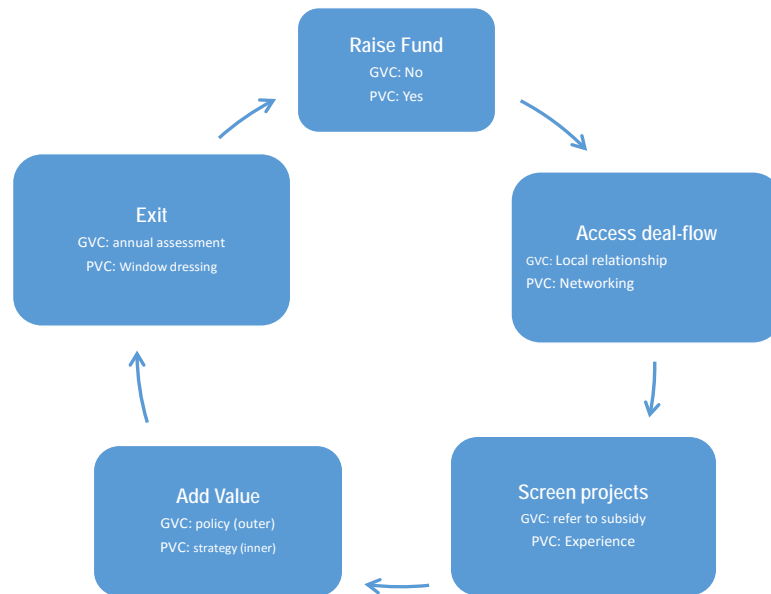 Raise Fund
GVC: No
PVC: Yes
Access deal-flow
GVC: Local relationship
PVC: Networking
Screen projects
GVC: refer to subsidy
PVC: Experience
Add Value
GVC: policy (outer)
PVC: strategy (inner)
Exit
GVC: annual assessment
PVC: Window dressing